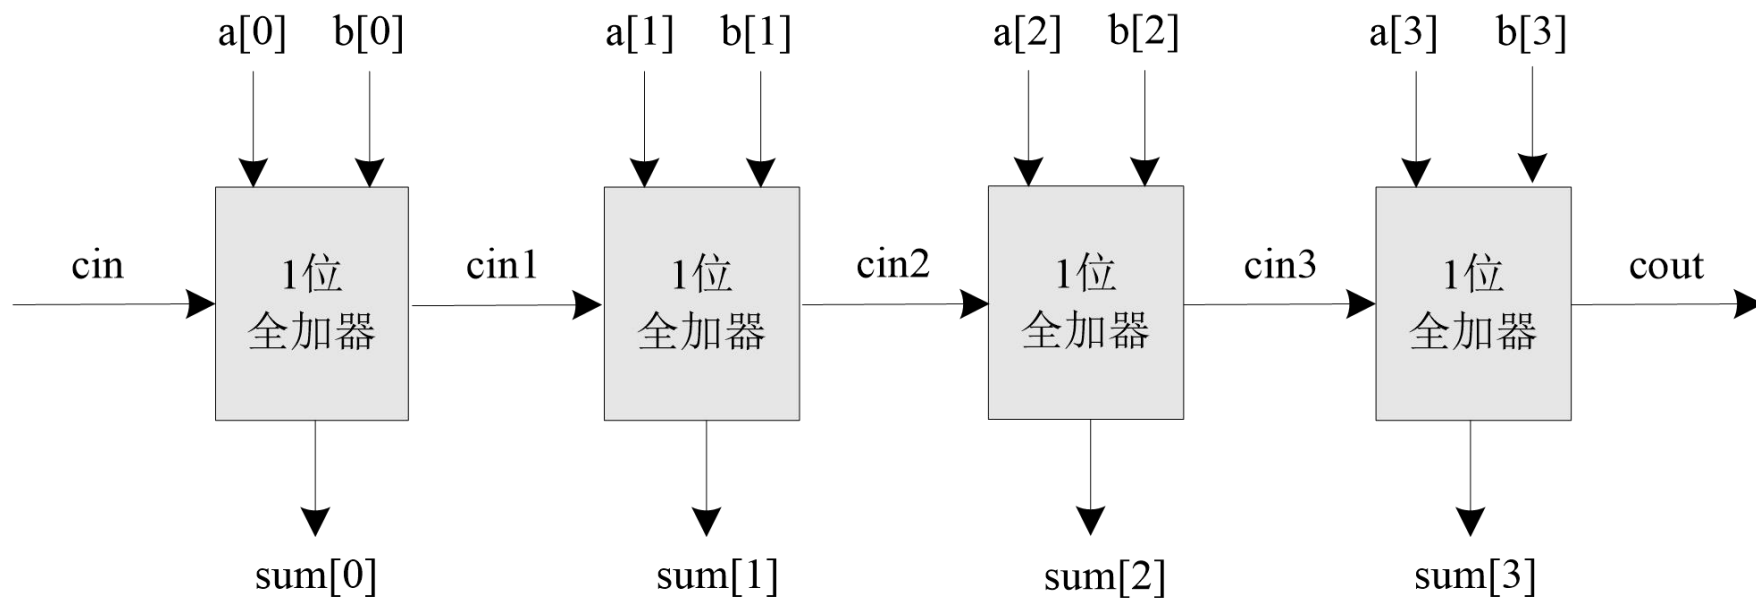 a[0] b[0] a[1] b[1] a[2] b[2] a[3] b[3]
cin 1位 cin1 1位 cin2 1位 cin3 1位 cout
全加器 全加器 全加器 全加器
sum[0] sum[1] sum[2] sum[3]